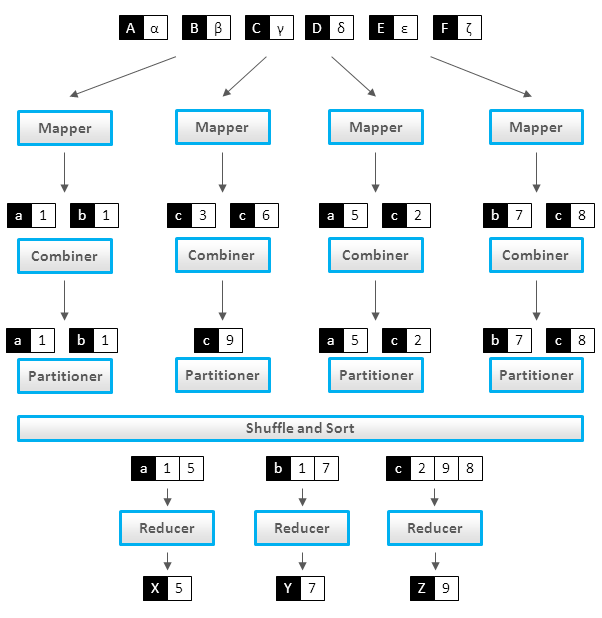 A α B β C γ D δ E ε F ζ
Mapper Mapper Mapper Mapper
a 1 b 1 c 3 c 6 a 5 c 2 b 7 c 8
Combiner Combiner Combiner Combiner
a 1 b 1 c 9 a 5 c 2 b 7 c 8
Partitioner Partitioner Partitioner Partitioner
Shuffle and Sort
a 1 5 b 1 7 c 2 9 8
Reducer Reducer Reducer
X 5 Y 7 Z 9